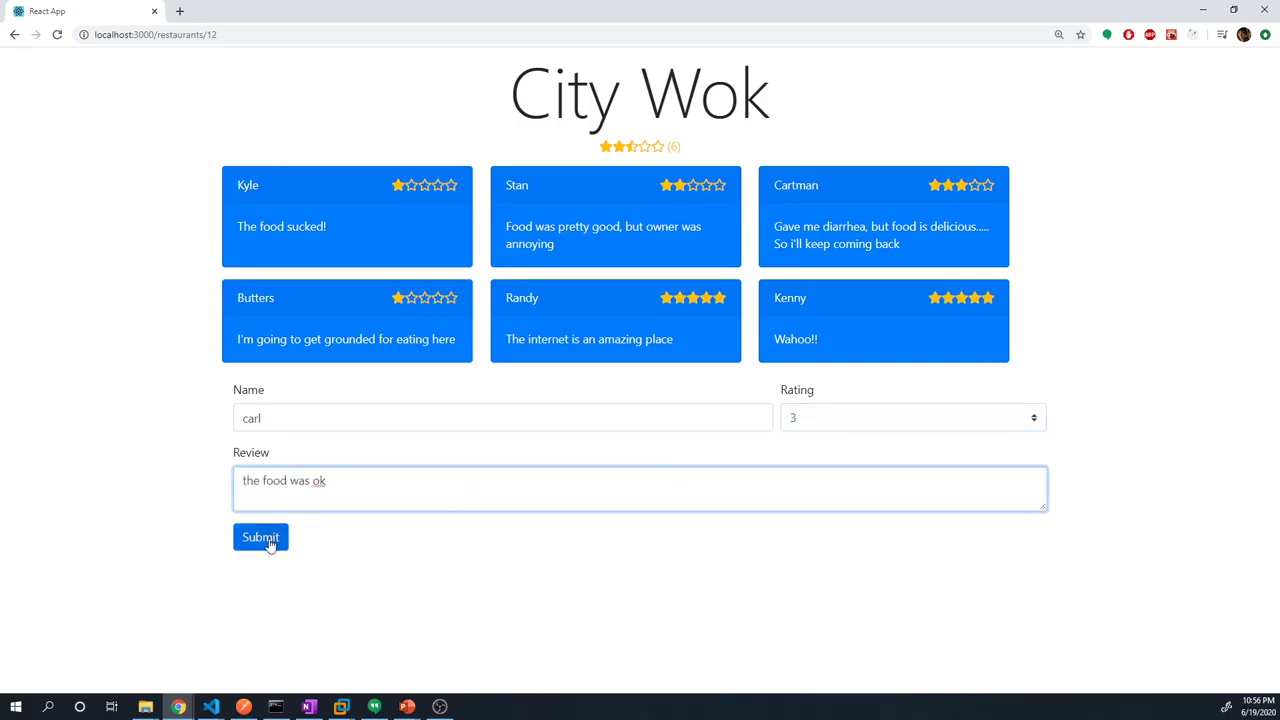 React App
localhost:3000/restaurants/12
City Wok
(6)
Kyle
The food sucked!
Stan
Food was pretty good, but owner was
annoying
Cartman
Gave me diarrhea, but food is delicious.....
So i'll keep coming back
Butters
I'm going to get grounded for eating here
Randy
The internet is an amazing place
Kenny
Wahoo!!
Name
Rating
carl
3
Review
the food was ok
Submit
10:56 PM
6/19/2020